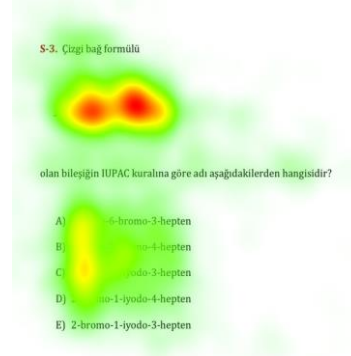 S-3. Çizgi bağ formülü
olan bileşiğin IUPAC kuralına göre adı aşağıdakilerden hangisidir?
A) -6-bromo-3-hepten
B) -4-hepten
C) -3-hepten
D) -1-iyodo-4-hepten
E) 2-bromo-1-iyodo-3-hepten